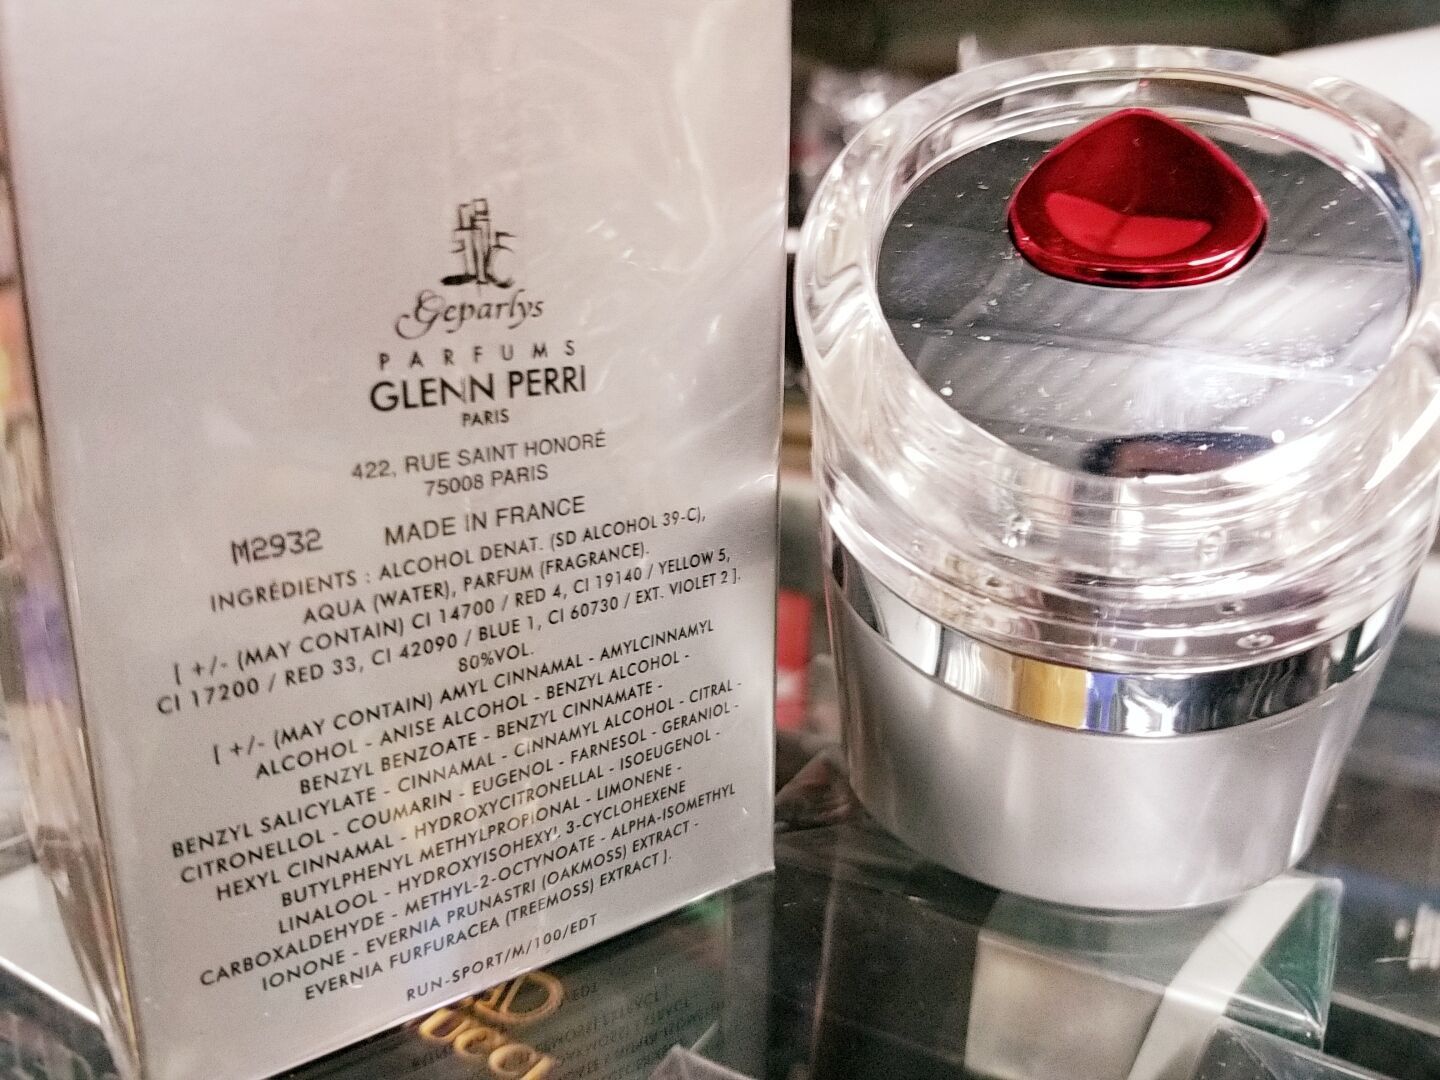 Geparlys
PARFUMS
GLENN PERRI
PARIS
422, RUE SAINT HONORÉ
75008 PARIS
M2932 MADE IN FRANCE
INGRÉDIENTS : ALCOHOL DENAT. (SD ALCOHOL 39-C),
AQUA (WATER), PARFUM (FRAGRANCE).
[ +/- (MAY CONTAIN) CI 14700 / RED 4, CI 19140 / YELLOW 5,
CI 17200 / RED 33, CI 42090 / BLUE 1, CI 60730 / EXT. VIOLET 2 ].
80%VOL.
[ +/- (MAY CONTAIN) AMYL CINNAMAL - AMYLCINNAMYL
ALCOHOL - ANISE ALCOHOL - BENZYL ALCOHOL -
BENZYL BENZOATE - BENZYL CINNAMATE -
BENZYL SALICYLATE - CINNAMAL - CINNAMYL ALCOHOL - CITRAL -
CITRONELLOL - COUMARIN - EUGENOL - FARNESOL - GERANIOL -
HEXYL CINNAMAL - HYDROXYCITRONELLAL - ISOEUGENOL -
BUTYLPHENYL METHYLPROPIONAL - LIMONENE -
LINALOOL - HYDROXYISOHEXYL 3-CYCLOHEXENE
CARBOXALDEHYDE - METHYL-2-OCTYNOATE - ALPHA-ISOMETHYL
IONONE - EVERNIA PRUNASTRI (OAKMOSS) EXTRACT -
EVERNIA FURFURACEA (TREEMOSS) EXTRACT ].
RUN-SPORT/M/100/EDT